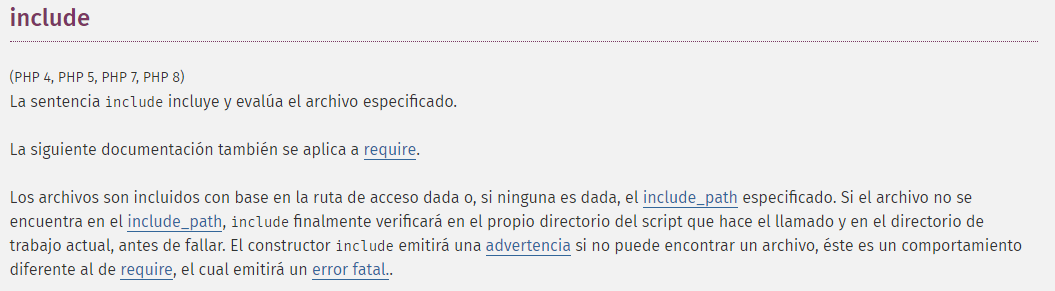 include
(PHP 4, PHP 5, PHP 7, PHP 8)
La sentencia include incluye y evalúa el archivo especificado.
La siguiente documentación también se aplica a require.
Los archivos son incluidos con base en la ruta de acceso dada o, si ninguna es dada, el include_path especificado. Si el archivo no se
encuentra en el include_path, include finalmente verificará en el propio directorio del script que hace el llamado y en el directorio de
trabajo actual, antes de fallar. El constructor include emitirá una advertencia si no puede encontrar un archivo, éste es un comportamiento
diferente al de require, el cual emitirá un error fatal..